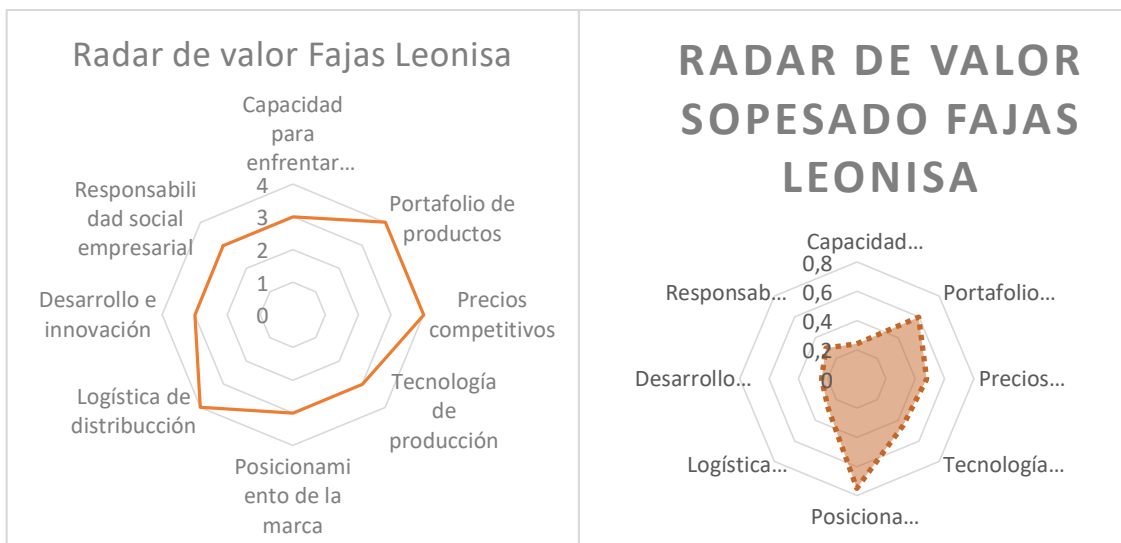 Radar de valor Fajas Leonisa
Capacidad
para
enfrentar...
Portafolio de
productos
Precios
competitivos
Tecnología
de
producción
Posicionami
ento de la
marca
Logística de
distribucción
Desarrollo e
innovación
Responsabili
dad social
empresarial
4
3
2
1
0
RADAR DE VALOR
SOPESADO FAJAS
LEONISA
Capacidad...
Portafolio...
Precios...
Tecnología...
Posiciona...
Logística...
Desarrollo...
Responsab...
0,8
0,6
0,4
0,2
0